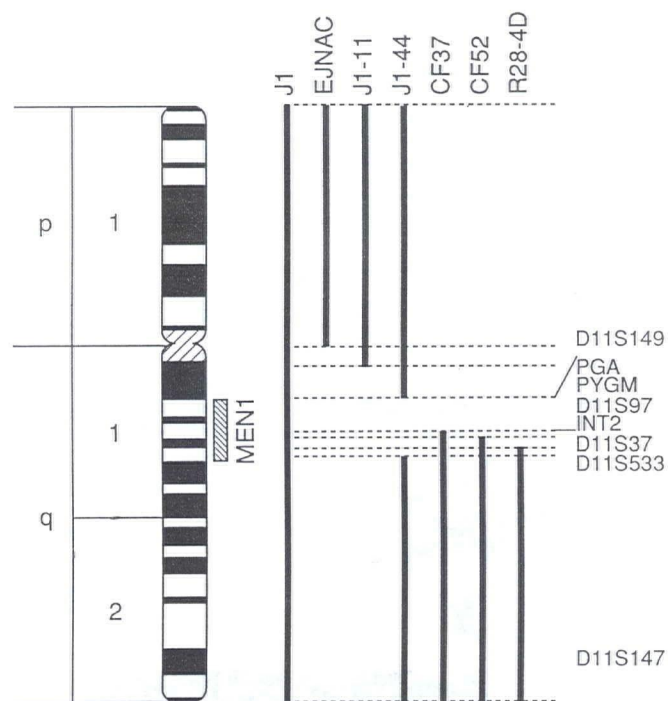 J1
EJNAC
J1-11
J1-44
CF37
CF52
R28-4D
p
1
q
1
2
MEN1
D11S149
PGA
PYGM
D11S97
INT2
D11S37
D11S533
D11S147